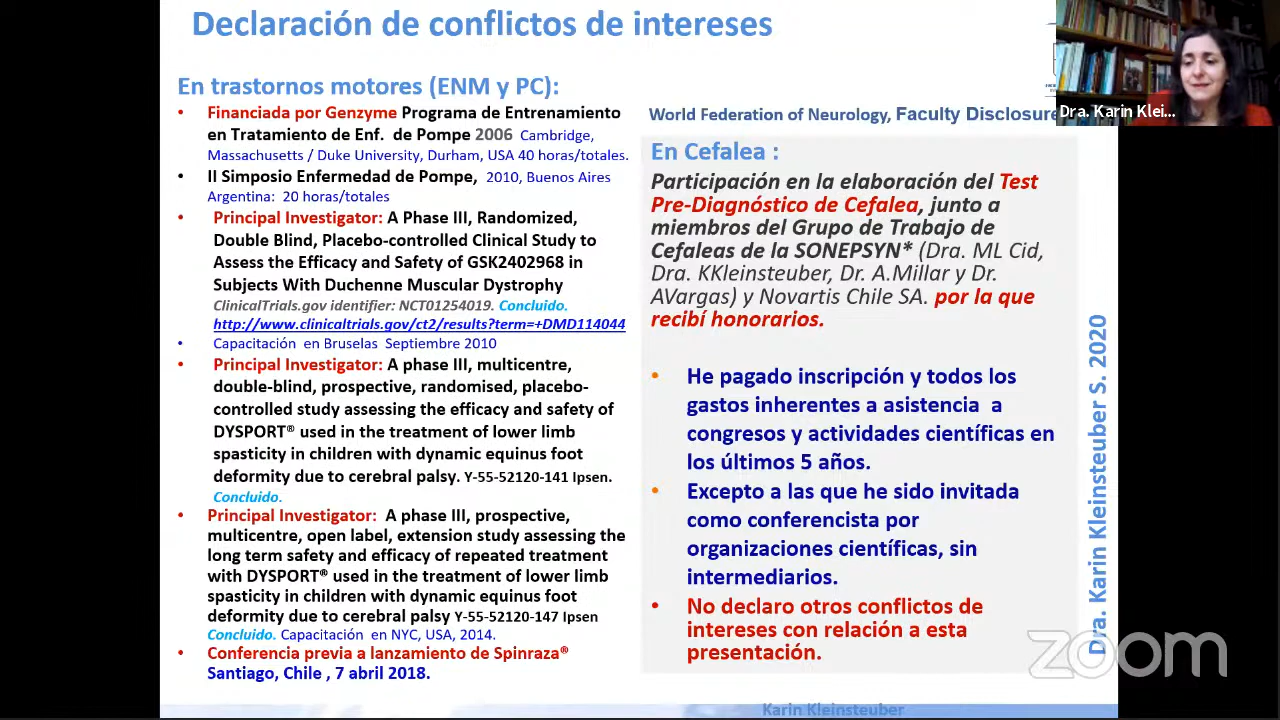 Declaración de conflictos de intereses
En trastornos motores (ENM y PC):
• Financiada por Genzyme Programa de Entrenamiento
en Tratamiento de Enf. de Pompe 2006 Cambridge,
Massachusetts / Duke University, Durham, USA 40 horas/totales.
• II Simposio Enfermedad de Pompe, 2010, Buenos Aires
Argentina: 20 horas/totales
• Principal Investigator: A Phase III, Randomized,
Double Blind, Placebo-controlled Clinical Study to
Assess the Efficacy and Safety of GSK2402968 in
Subjects With Duchenne Muscular Dystrophy
ClinicalTrials.gov identifier: NCT01254019. Concluido.
http://www.clinicaltrials.gov/ct2/results?term=+DMD114044
• Capacitación en Bruselas Septiembre 2010
• Principal Investigator: A phase III, multicentre,
double-blind, prospective, randomised, placebo-
controlled study assessing the efficacy and safety of
DYSPORT® used in the treatment of lower limb
spasticity in children with dynamic equinus foot
deformity due to cerebral palsy. Y-55-52120-141 Ipsen.
Concluido.
• Principal Investigator: A phase III, prospective,
multicentre, open label, extension study assessing the
long term safety and efficacy of repeated treatment
with DYSPORT® used in the treatment of lower limb
spasticity in children with dynamic equinus foot
deformity due to cerebral palsy Y-55-52120-147 Ipsen
Concluido. Capacitación en NYC, USA, 2014.
• Conferencia previa a lanzamiento de Spinraza®
Santiago, Chile , 7 abril 2018.
World Federation of Neurology, Faculty Disclosure
En Cefalea :
Participación en la elaboración del Test
Pre-Diagnóstico de Cefalea, junto a
miembros del Grupo de Trabajo de
Cefaleas de la SONEPSYN* (Dra. ML Cid,
Dra. KKleinsteuber, Dr. A.Millar y Dr.
AVargas) y Novartis Chile SA. por la que
recibí honorarios.
• He pagado inscripción y todos los
gastos inherentes a asistencia a
congresos y actividades científicas en
los últimos 5 años.
• Excepto a las que he sido invitada
como conferencista por
organizaciones científicas, sin
intermediarios.
• No declaro otros conflictos de
intereses con relación a esta
presentación.
Dra. Karin Kleinsteuber S. 2020
Dra. Karin Klei...
zoom
Karin Kleinsteuber